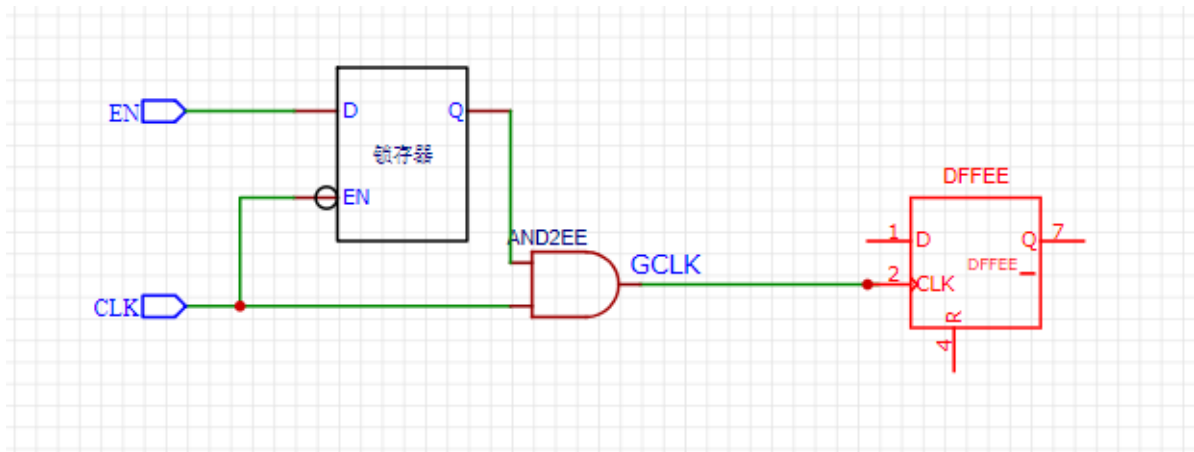 EN
D
Q
锁存器
EN
CLK
AND2EE
GCLK
DFFEE
1
D
Q
7
DFFEE
2
CLK
R
4